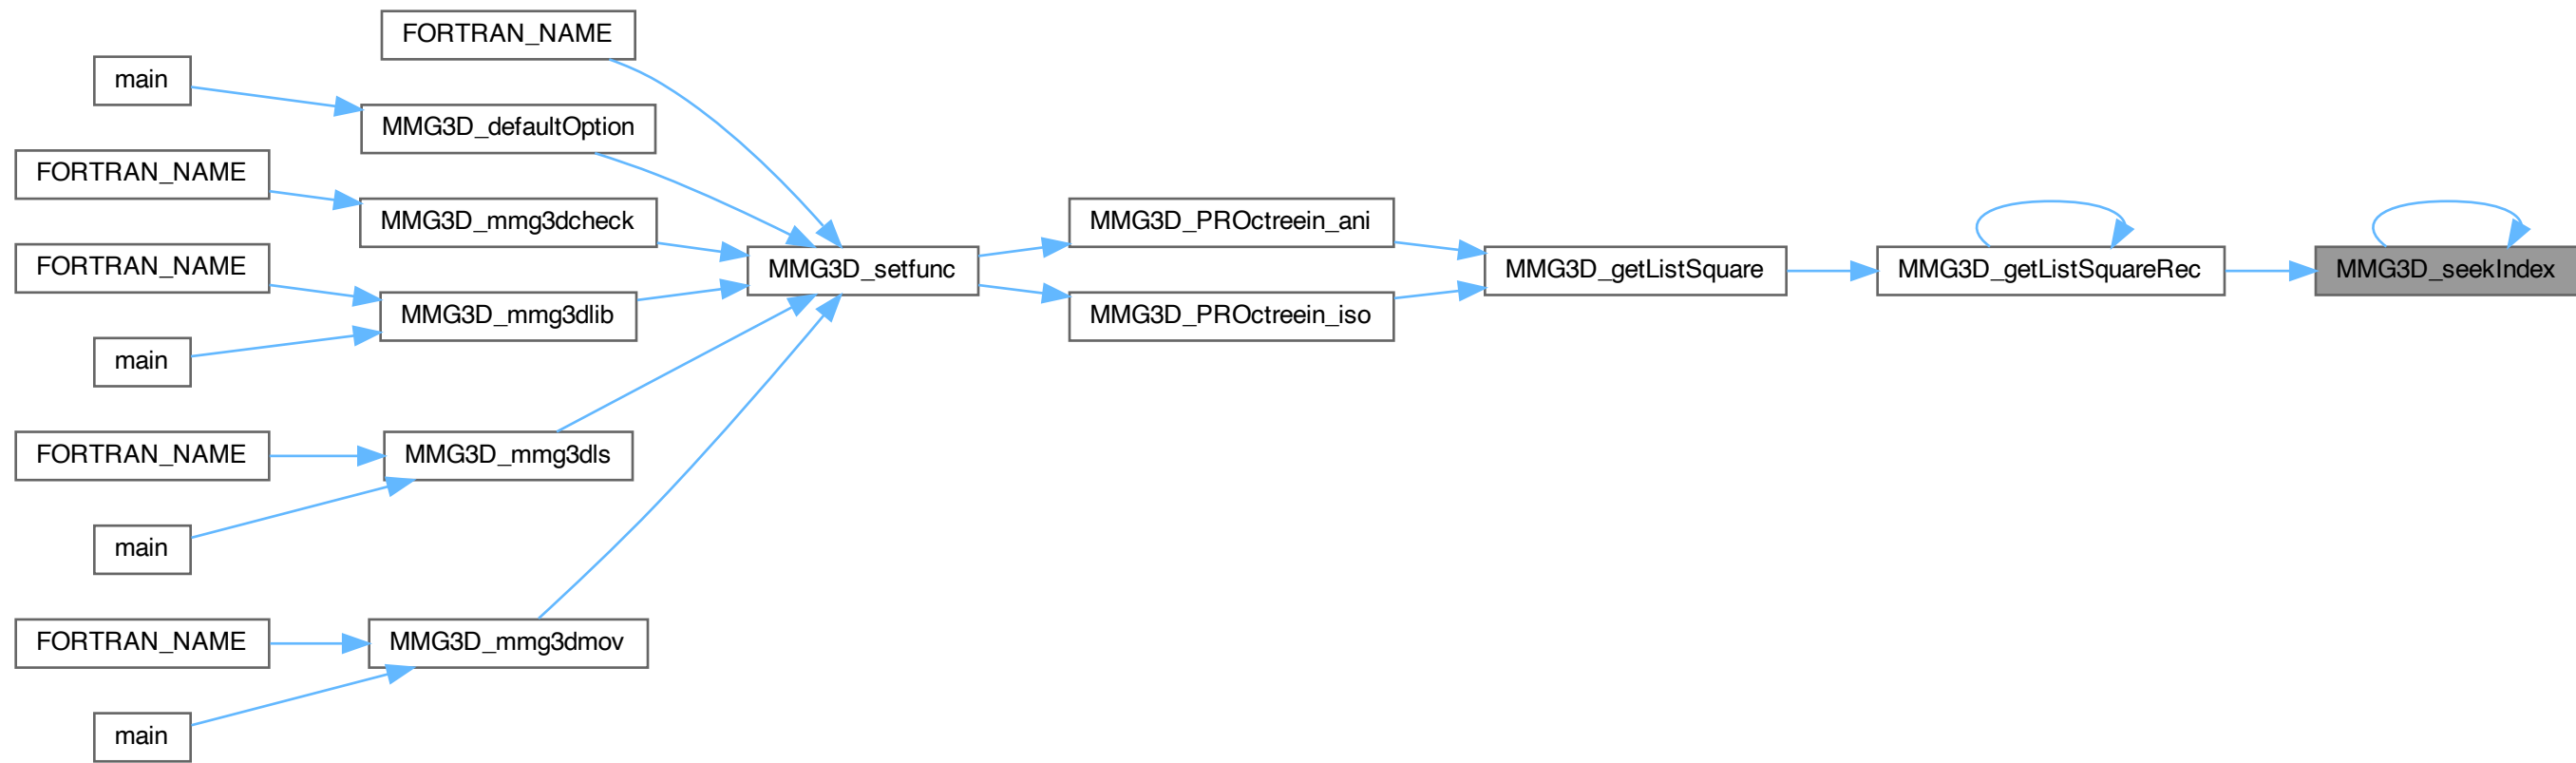 FORTRAN_NAME
main
MMG3D_defaultOption
FORTRAN_NAME
MMG3D_mmg3dcheck
MMG3D_PROctreein_ani
FORTRAN_NAME
MMG3D_setfunc
MMG3D_getListSquare
MMG3D_getListSquareRec
MMG3D_seekIndex
MMG3D_mmg3dlib
MMG3D_PROctreein_iso
main
FORTRAN_NAME
MMG3D_mmg3dls
main
FORTRAN_NAME
MMG3D_mmg3dmov
main